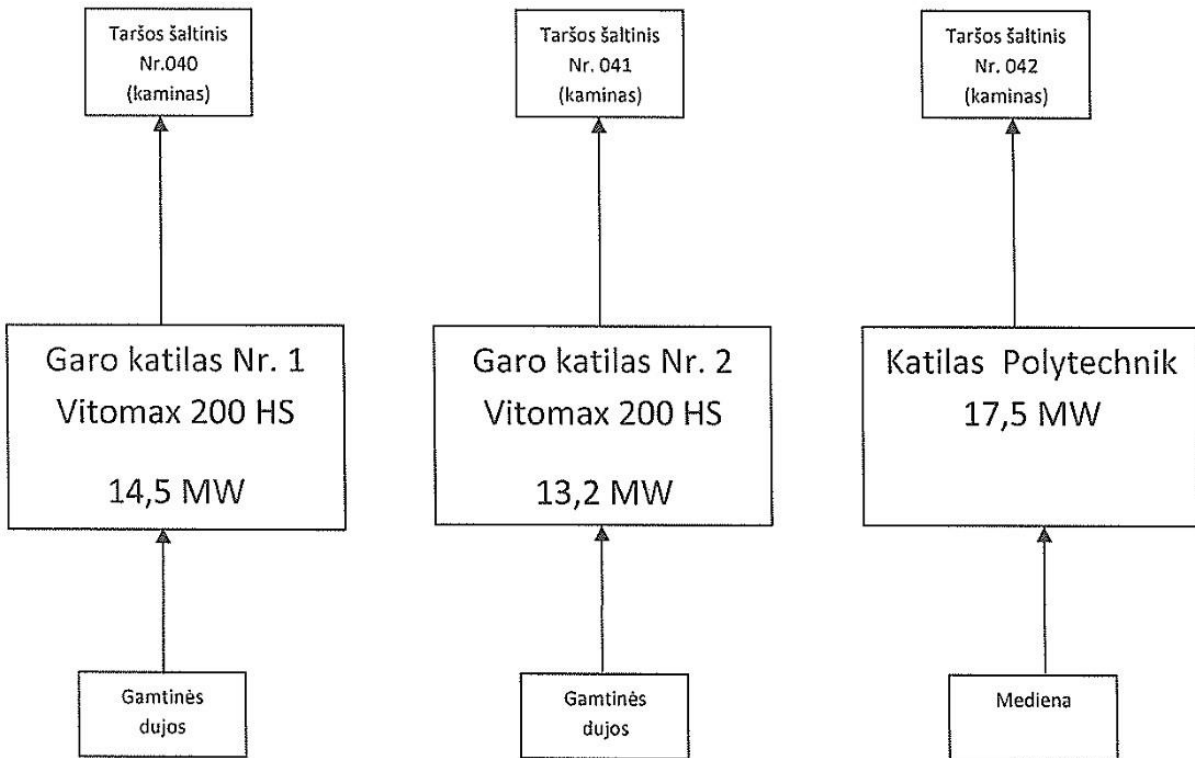 Taršos šaltinis
Nr.040
(kaminas)
Taršos šaltinis
Nr. 041
(kaminas)
Taršos šaltinis
Nr. 042
(kaminas)
Garo katilas Nr. 1
Vitomax 200 HS
14,5 MW
Garo katilas Nr. 2
Vitomax 200 HS
13,2 MW
Katilas Polytechnik
17,5 MW
Gamtinės
dujos
Gamtinės
dujos
Mediena